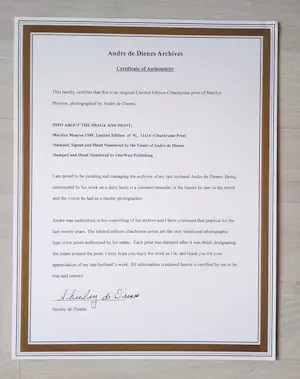 Andre de Dienes Archives
Certificate of Authenticity
This hereby certifies that this is an original Limited Edition Cibachrome print of Marilyn
Monroe, photographed by Andre de Dienes.
INFO ABOUT THE IMAGE AND PRINT:
Marilyn Monroe 1949, Limited Edition of 95, 11x14 Cibachrome Print
Stamped, Signed and Hand Numbered by the Estate of Andre de Dienes
Stamped and Hand Numbered by OneWest Publishing
I am proud to be curating and managing the archives of my late husband Andre de Dienes. Being
surrounded by his work on a daily basis is a constant reminder of the beauty he saw in the world
and the vision he had as a master photographer.
Andre was meticulous in his controlling of his archive and I have continued that practice for the
last twenty years. The limited edition cibachrome prints are the only traditional photographic
type color prints authorized by his estate. Each print was stamped after it was dried, designating
the estate printed the print. I truly hope you enjoy the work as I do and thank you for your
appreciation of my late husband's work. All information contained herein is certified by me to be
true and correct.
Shirley de Dienes
Shirley de Dienes